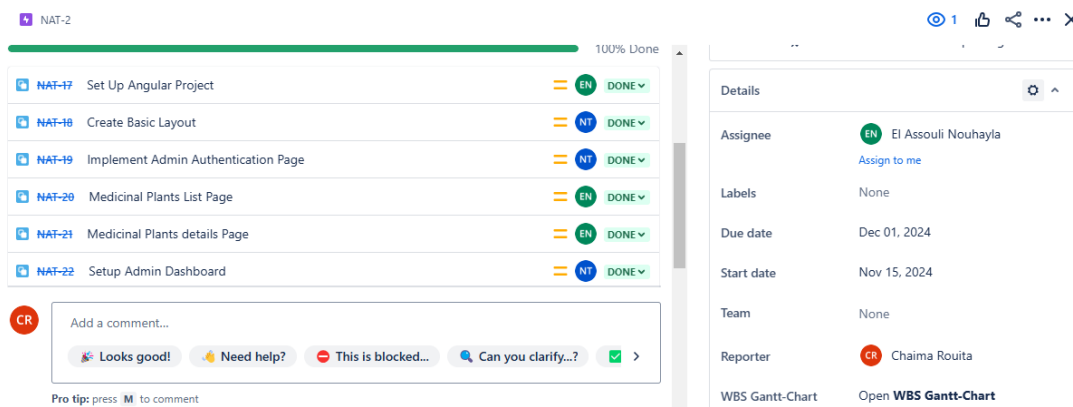 NAT-2
1
100% Done
NAT-17 Set Up Angular Project EN DONE
NAT-18 Create Basic Layout NT DONE
NAT-19 Implement Admin Authentication Page NT DONE
NAT-20 Medicinal Plants List Page EN DONE
NAT-21 Medicinal Plants details Page EN DONE
NAT-22 Setup Admin Dashboard NT DONE
CR
Add a comment...
Looks good!
Need help?
This is blocked...
Can you clarify...?
Pro tip: press M to comment
Details
Assignee
EN El Assouli Nouhayla
Assign to me
Labels None
Due date Dec 01, 2024
Start date Nov 15, 2024
Team None
Reporter CR Chaima Rouita
WBS Gantt-Chart Open WBS Gantt-Chart